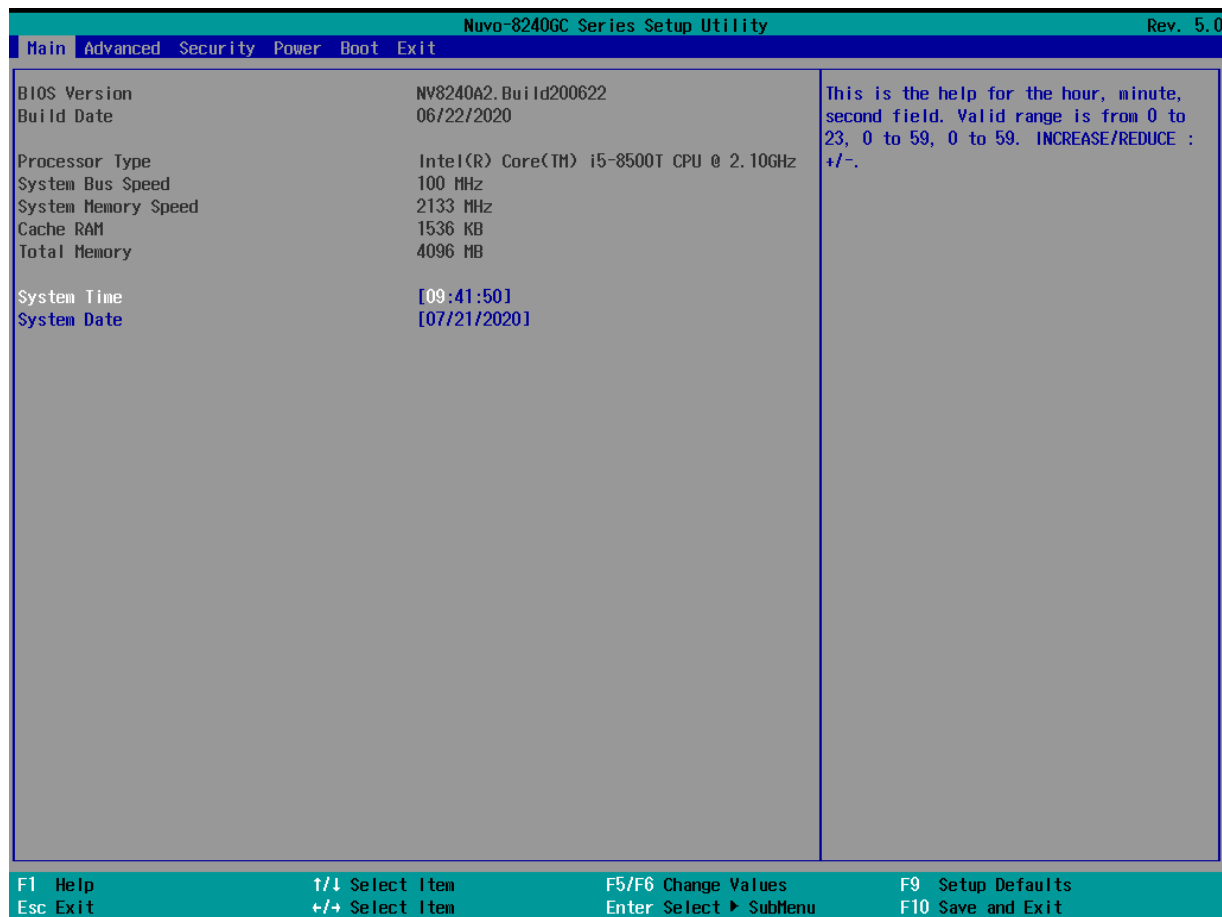 Nuvo-8240GC Series Setup Utility Rev. 5.0
Main Advanced Security Power Boot Exit
BIOS Version NV8240A2.Build200622
Build Date 06/22/2020
Processor Type Intel(R) Core(TM) i5-8500T CPU @ 2.10GHz
System Bus Speed 100 MHz
System Memory Speed 2133 MHz
Cache RAM 1536 KB
Total Memory 4096 MB
System Time [09:41:50]
System Date [07/21/2020]
This is the help for the hour, minute,
second field. Valid range is from 0 to
23, 0 to 59, 0 to 59. INCREASE/REDUCE :
+/-.
F1 Help ↑/↓ Select Item F5/F6 Change Values F9 Setup Defaults
Esc Exit ←/→ Select Item Enter Select ▶ SubMenu F10 Save and Exit